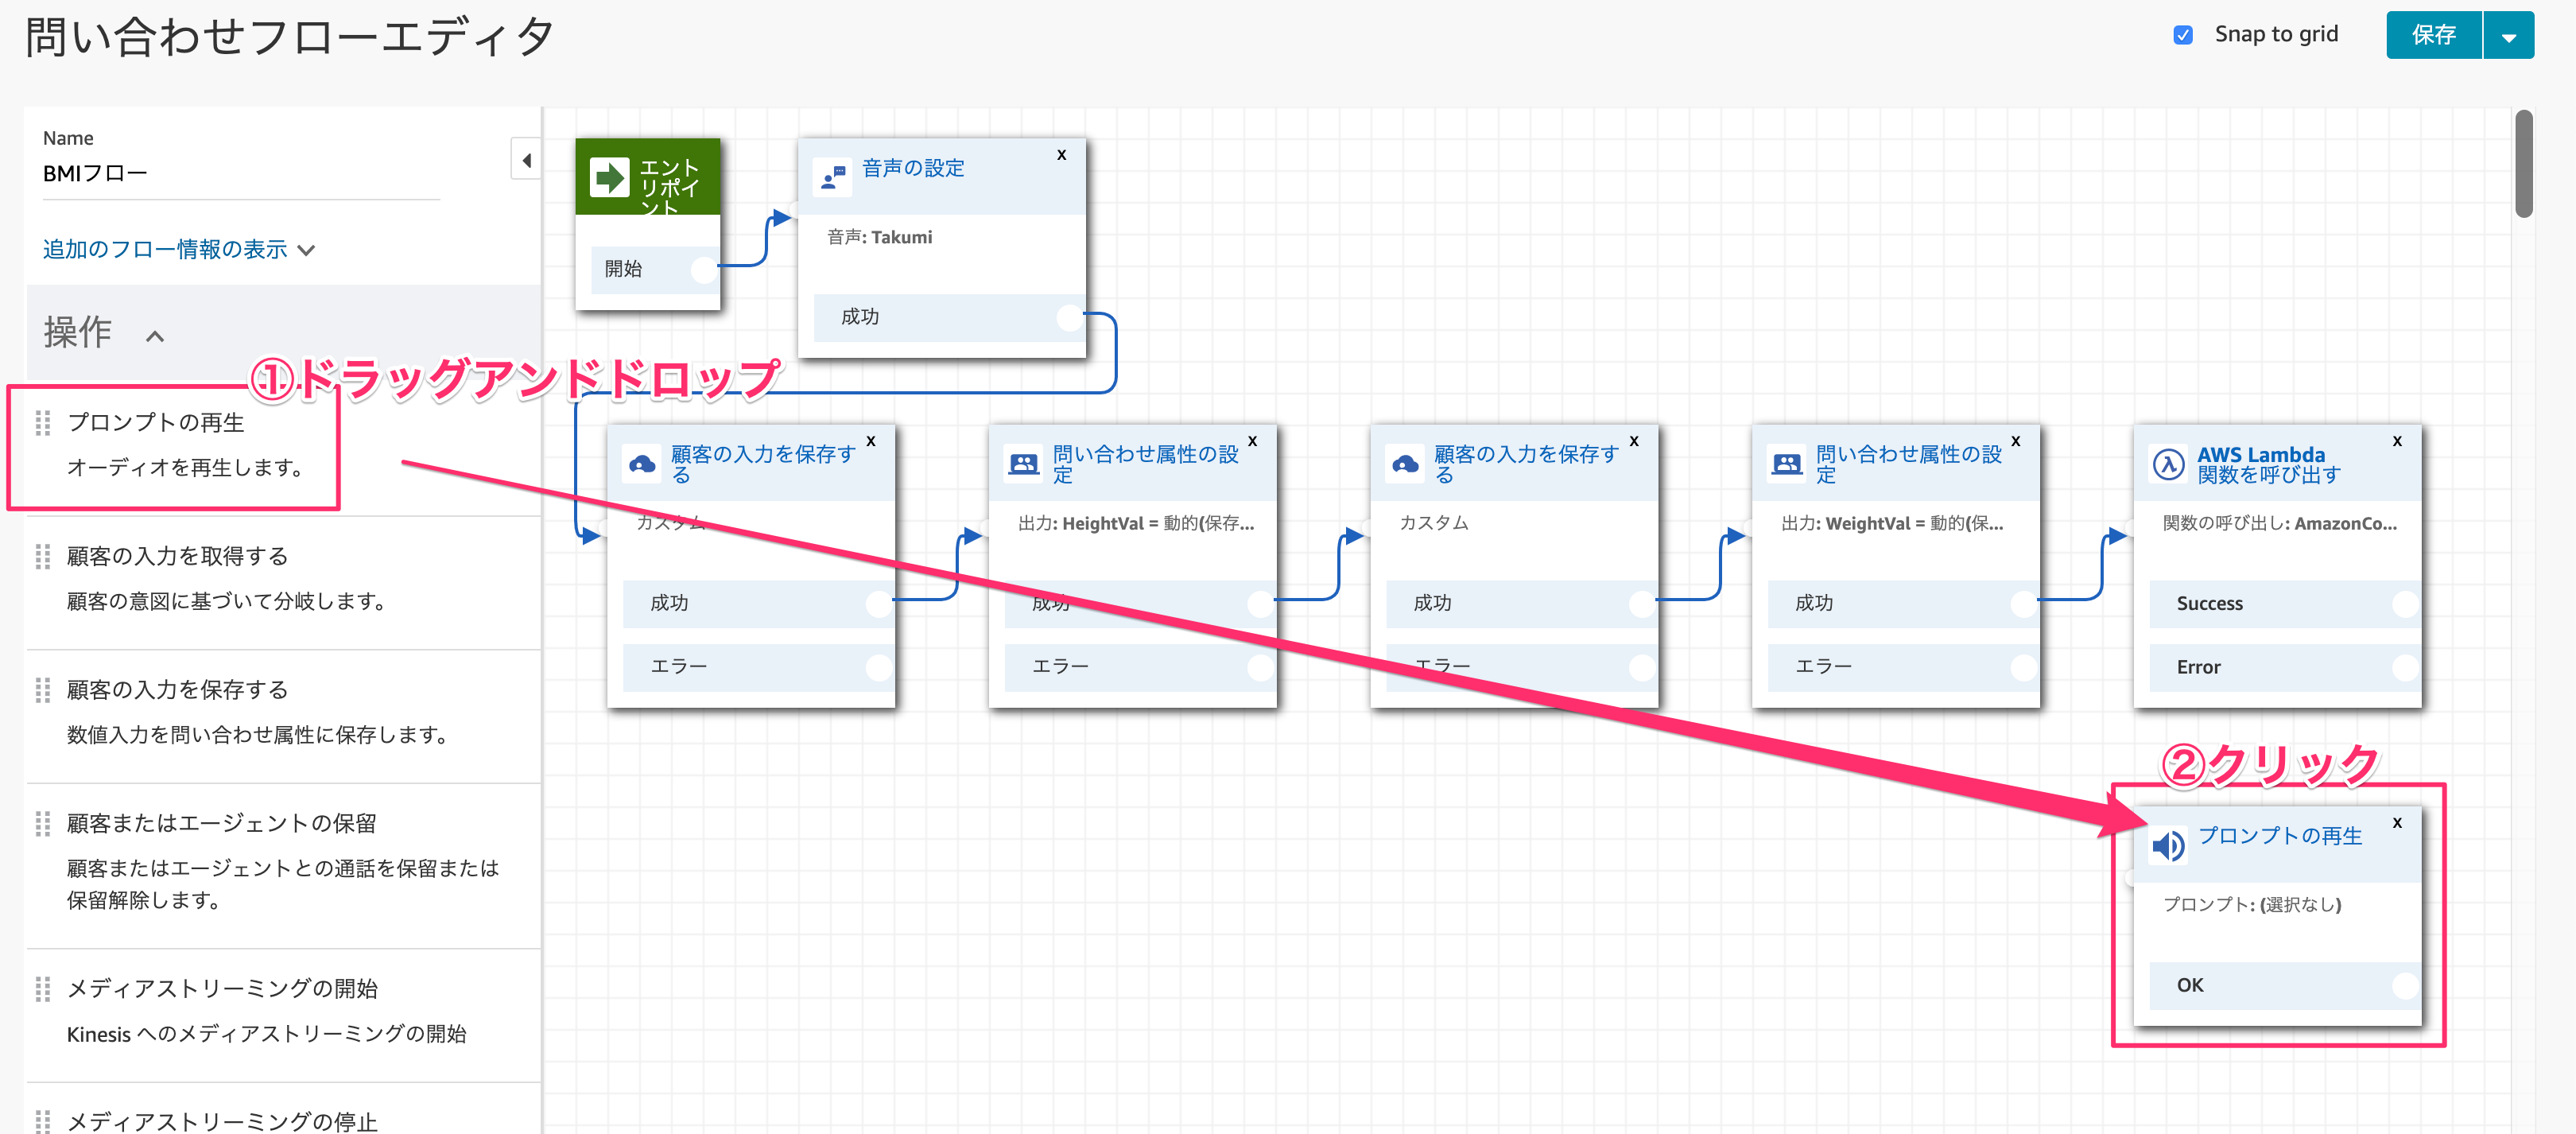 問い合わせフローエディタ
Snap to grid
保存
Name
BMIフロー
追加のフロー情報の表示
操作
①ドラッグアンドドロップ
プロンプトの再生
オーディオを再生します。
顧客の入力を取得する
顧客の意図に基づいて分岐します。
顧客の入力を保存する
数値入力を問い合わせ属性に保存します。
顧客またはエージェントの保留
顧客またはエージェントとの通話を保留または
保留解除します。
メディアストリーミングの開始
Kinesis へのメディアストリーミングの開始
メディアストリーミングの停止
エント
リポイ
ント
開始
音声の設定
x
音声: Takumi
成功
顧客の入力を保存す
る
x
カスタム
成功
エラー
問い合わせ属性の設
定
x
出力: HeightVal = 動的(保存...
成功
エラー
顧客の入力を保存す
る
x
カスタム
成功
エラー
問い合わせ属性の設
定
x
出力: WeightVal = 動的(保...
成功
エラー
AWS Lambda
関数を呼び出す
x
関数の呼び出し: AmazonCo...
Success
Error
②クリック
プロンプトの再生
x
プロンプト: (選択なし)
OK